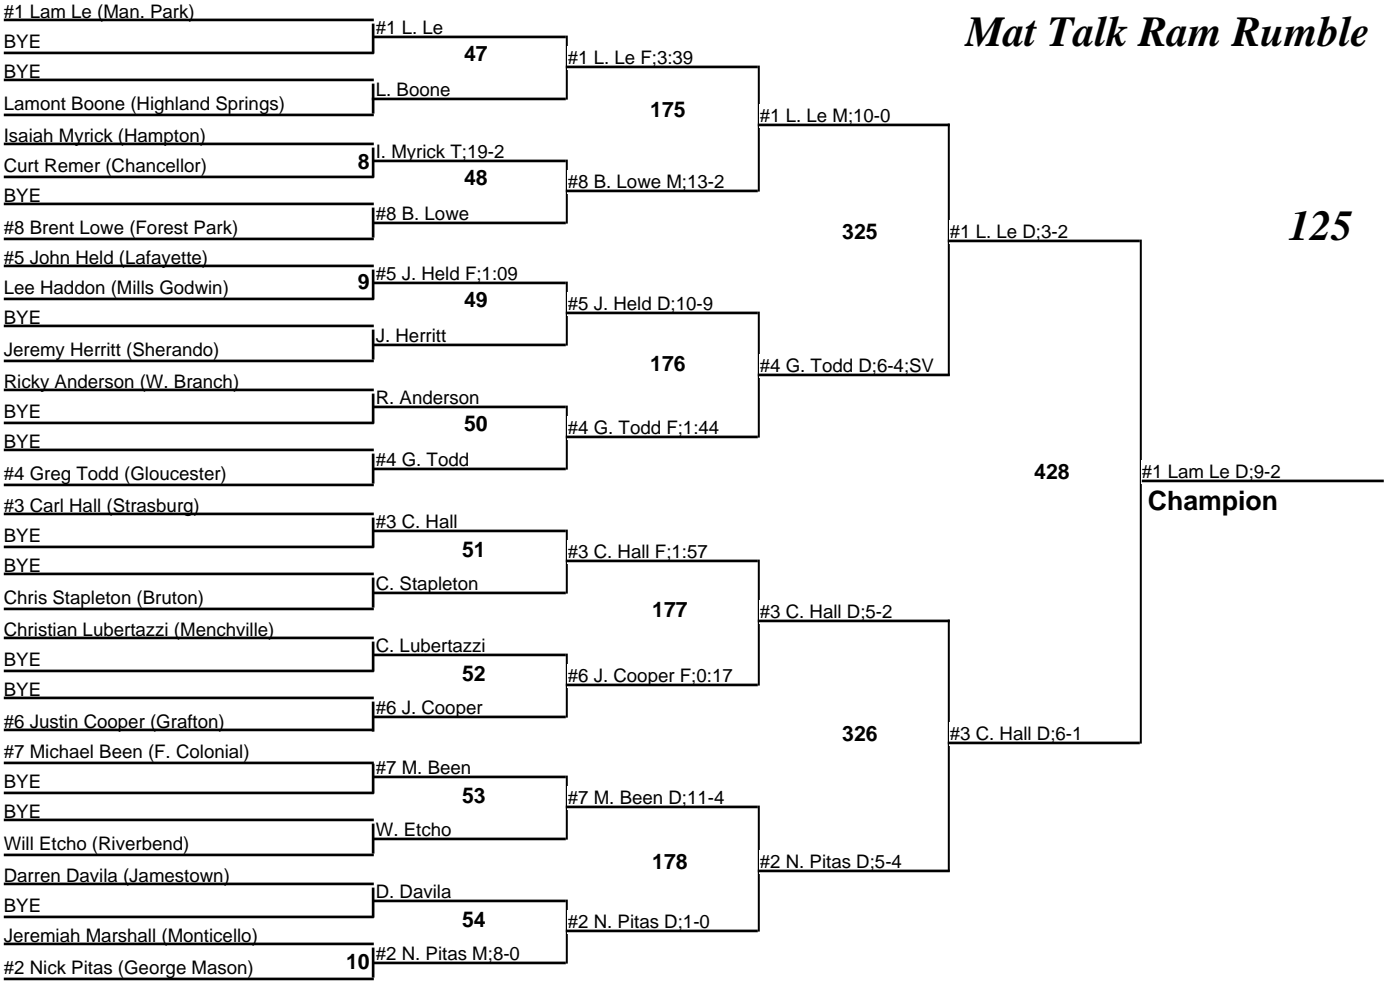 Mat Talk Ram Rumble
125
#1 Lam Le (Man. Park)
BYE
BYE
Lamont Boone (Highland Springs)
Isaiah Myrick (Hampton)
Curt Remer (Chancellor)
8
BYE
#8 Brent Lowe (Forest Park)
#5 John Held (Lafayette)
Lee Haddon (Mills Godwin)
9
BYE
Jeremy Herritt (Sherando)
Ricky Anderson (W. Branch)
BYE
BYE
#4 Greg Todd (Gloucester)
#3 Carl Hall (Strasburg)
BYE
BYE
Chris Stapleton (Bruton)
Christian Lubertazzi (Menchville)
BYE
BYE
#6 Justin Cooper (Grafton)
#7 Michael Been (F. Colonial)
BYE
BYE
Will Etcho (Riverbend)
Darren Davila (Jamestown)
BYE
Jeremiah Marshall (Monticello)
#2 Nick Pitas (George Mason)
10
#1 L. Le
47
L. Boone
I. Myrick T;19-2
48
#8 B. Lowe
#5 J. Held F;1:09
49
J. Herritt
R. Anderson
50
#4 G. Todd
#3 C. Hall
51
C. Stapleton
C. Lubertazzi
52
#6 J. Cooper
#7 M. Been
53
W. Etcho
D. Davila
54
#2 N. Pitas M;8-0
#1 L. Le F;3:39
175
#8 B. Lowe M;13-2
#5 J. Held D;10-9
176
#4 G. Todd F;1:44
#3 C. Hall F;1:57
177
#6 J. Cooper F;0:17
#7 M. Been D;11-4
178
#2 N. Pitas D;1-0
#1 L. Le M;10-0
325
#4 G. Todd D;6-4;SV
#3 C. Hall D;5-2
326
#2 N. Pitas D;5-4
#1 L. Le D;3-2
428
#3 C. Hall D;6-1
#1 Lam Le D;9-2
Champion